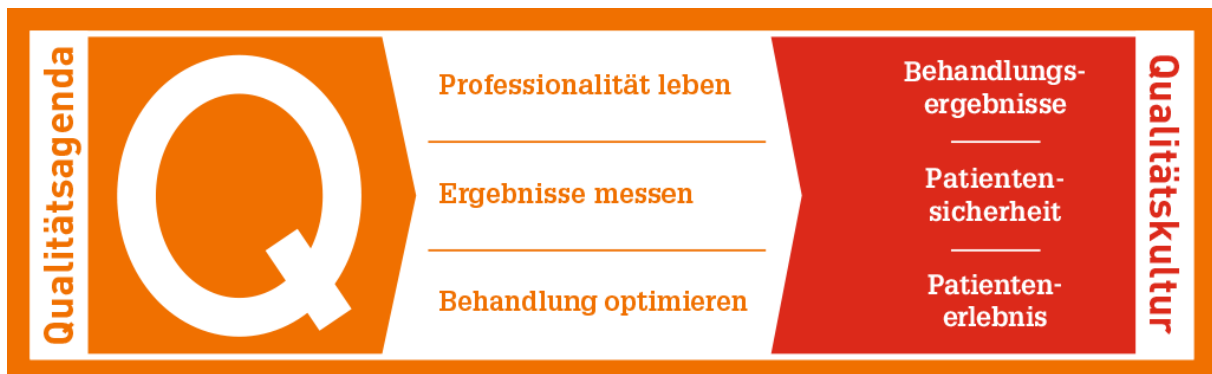 Qualitätsagenda
Q
Professionalität leben
Ergebnisse messen
Behandlung optimieren
Behandlungs-
ergebnisse
Patienten-
sicherheit
Patienten-
erlebnis
Qualitätskultur